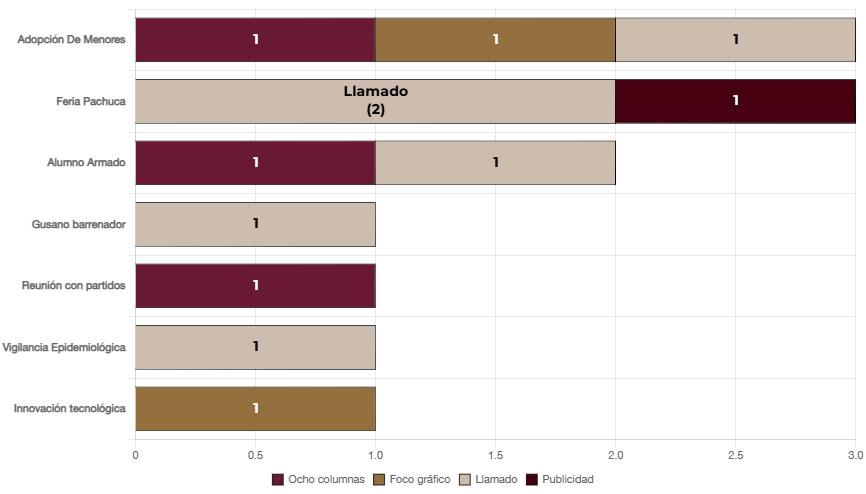 Adopción De Menores 1 1 1
Feria Pachuca Llamado
(2) 1
Alumno Armado 1 1
Gusano barrenador 1
Reunión con partidos 1
Vigilancia Epidemiológica 1
Innovación tecnológica 1
0 0.5 1.0 1.5 2.0 2.5 3.0
Ocho columnas Foco gráfico Llamado Publicidad